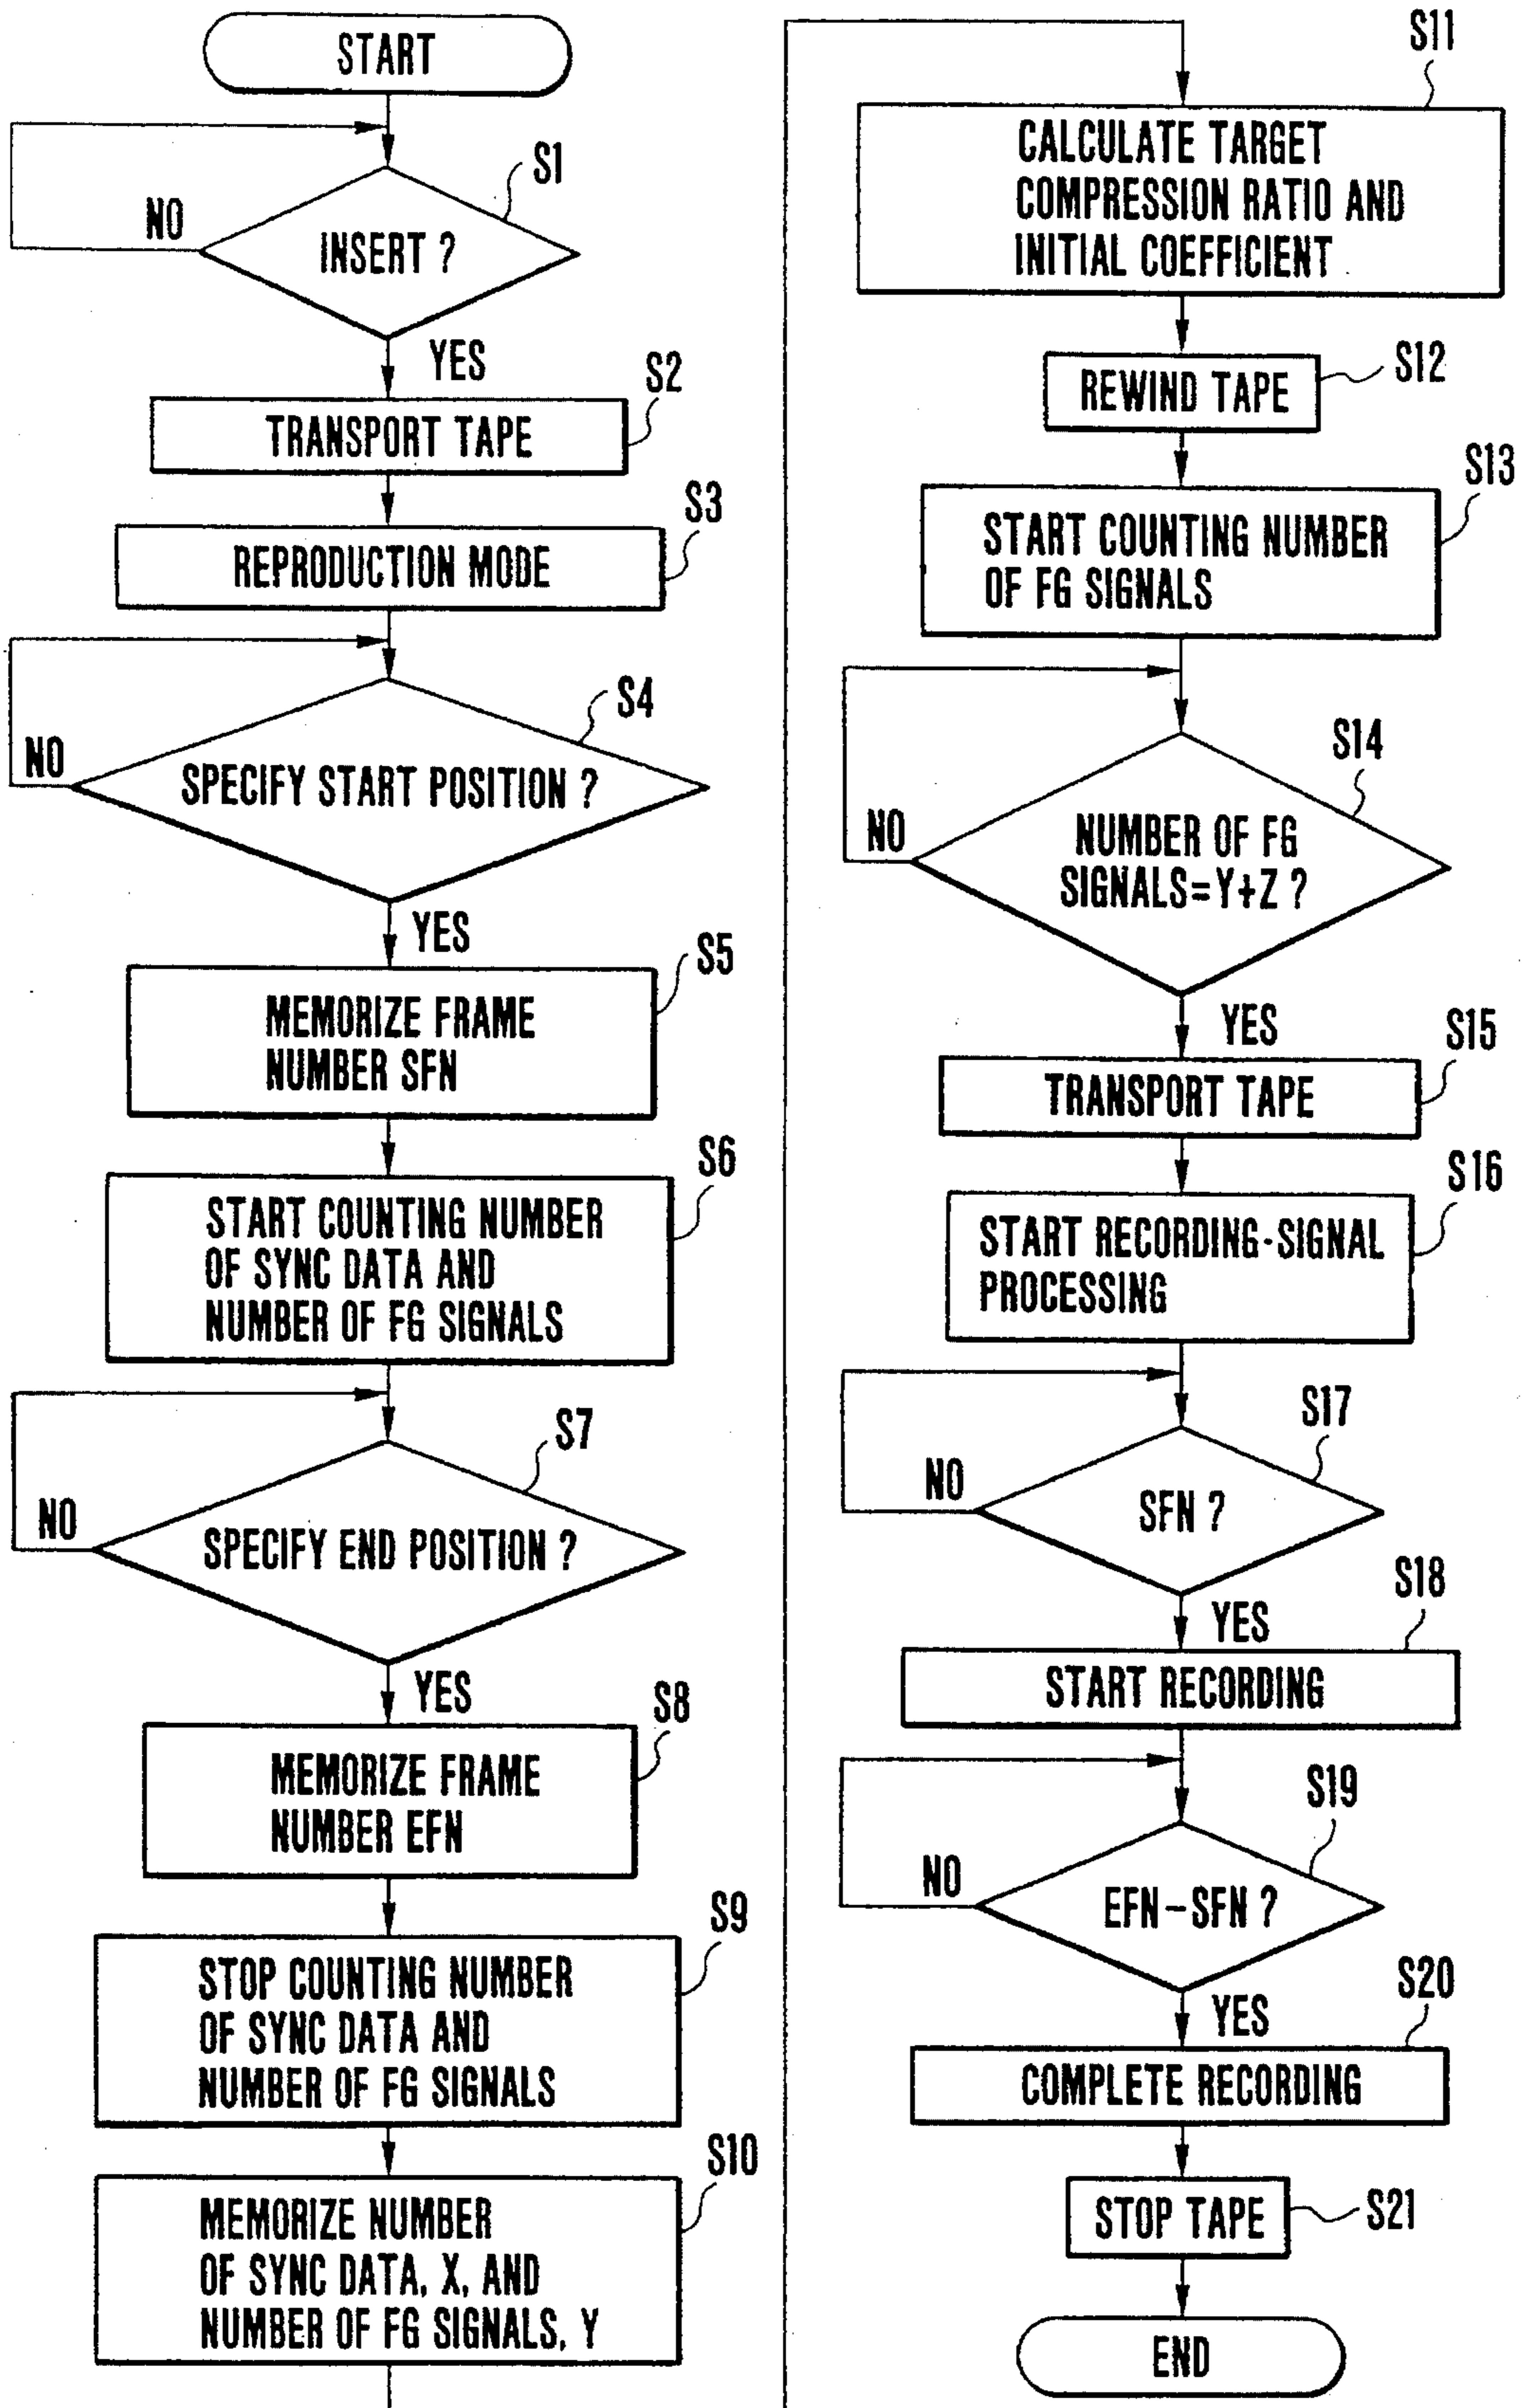 START
S1
NO
INSERT ?
YES
S2
TRANSPORT TAPE
S3
REPRODUCTION MODE
S4
NO
SPECIFY START POSITION ?
YES
S5
MEMORIZE FRAME
NUMBER SFN
S6
START COUNTING NUMBER
OF SYNC DATA AND
NUMBER OF FG SIGNALS
S7
NO
SPECIFY END POSITION ?
YES
S8
MEMORIZE FRAME
NUMBER EFN
S9
STOP COUNTING NUMBER
OF SYNC DATA AND
NUMBER OF FG SIGNALS
S10
MEMORIZE NUMBER
OF SYNC DATA, X, AND
NUMBER OF FG SIGNALS, Y
S11
CALCULATE TARGET
COMPRESSION RATIO AND
INITIAL COEFFICIENT
S12
REWIND TAPE
S13
START COUNTING NUMBER
OF FG SIGNALS
S14
NO
NUMBER OF FG
SIGNALS=Y+Z ?
YES
S15
TRANSPORT TAPE
S16
START RECORDING-SIGNAL
PROCESSING
S17
NO
SFN ?
YES
S18
START RECORDING
S19
NO
EFN–SFN ?
YES
S20
COMPLETE RECORDING
STOP TAPE
S21
END